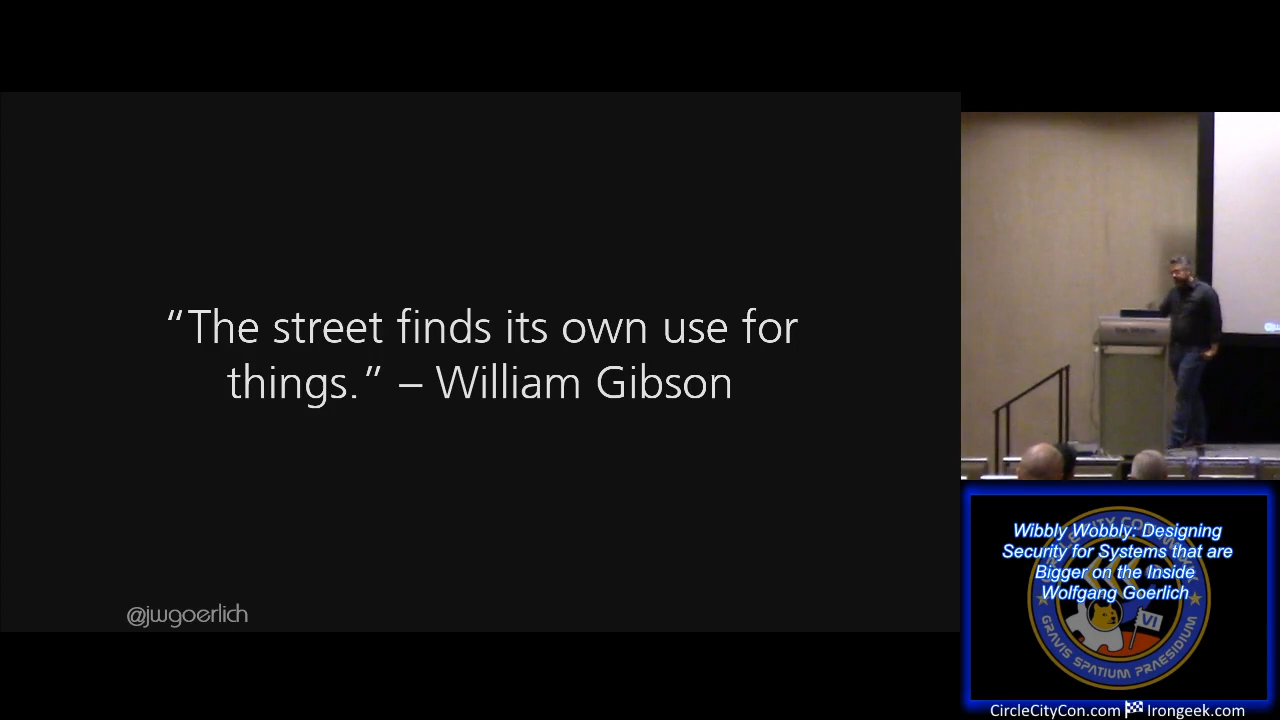 “The street finds its own use for
things.” – William Gibson
@jwgoerlich
Wibbly Wobbly: Designing
Security for Systems that are
Bigger on the Inside
Wolfgang Goerlich
VI
GRAVIS SPATIUM PRAESIDIUM
CircleCityCon.com Irongeek.com